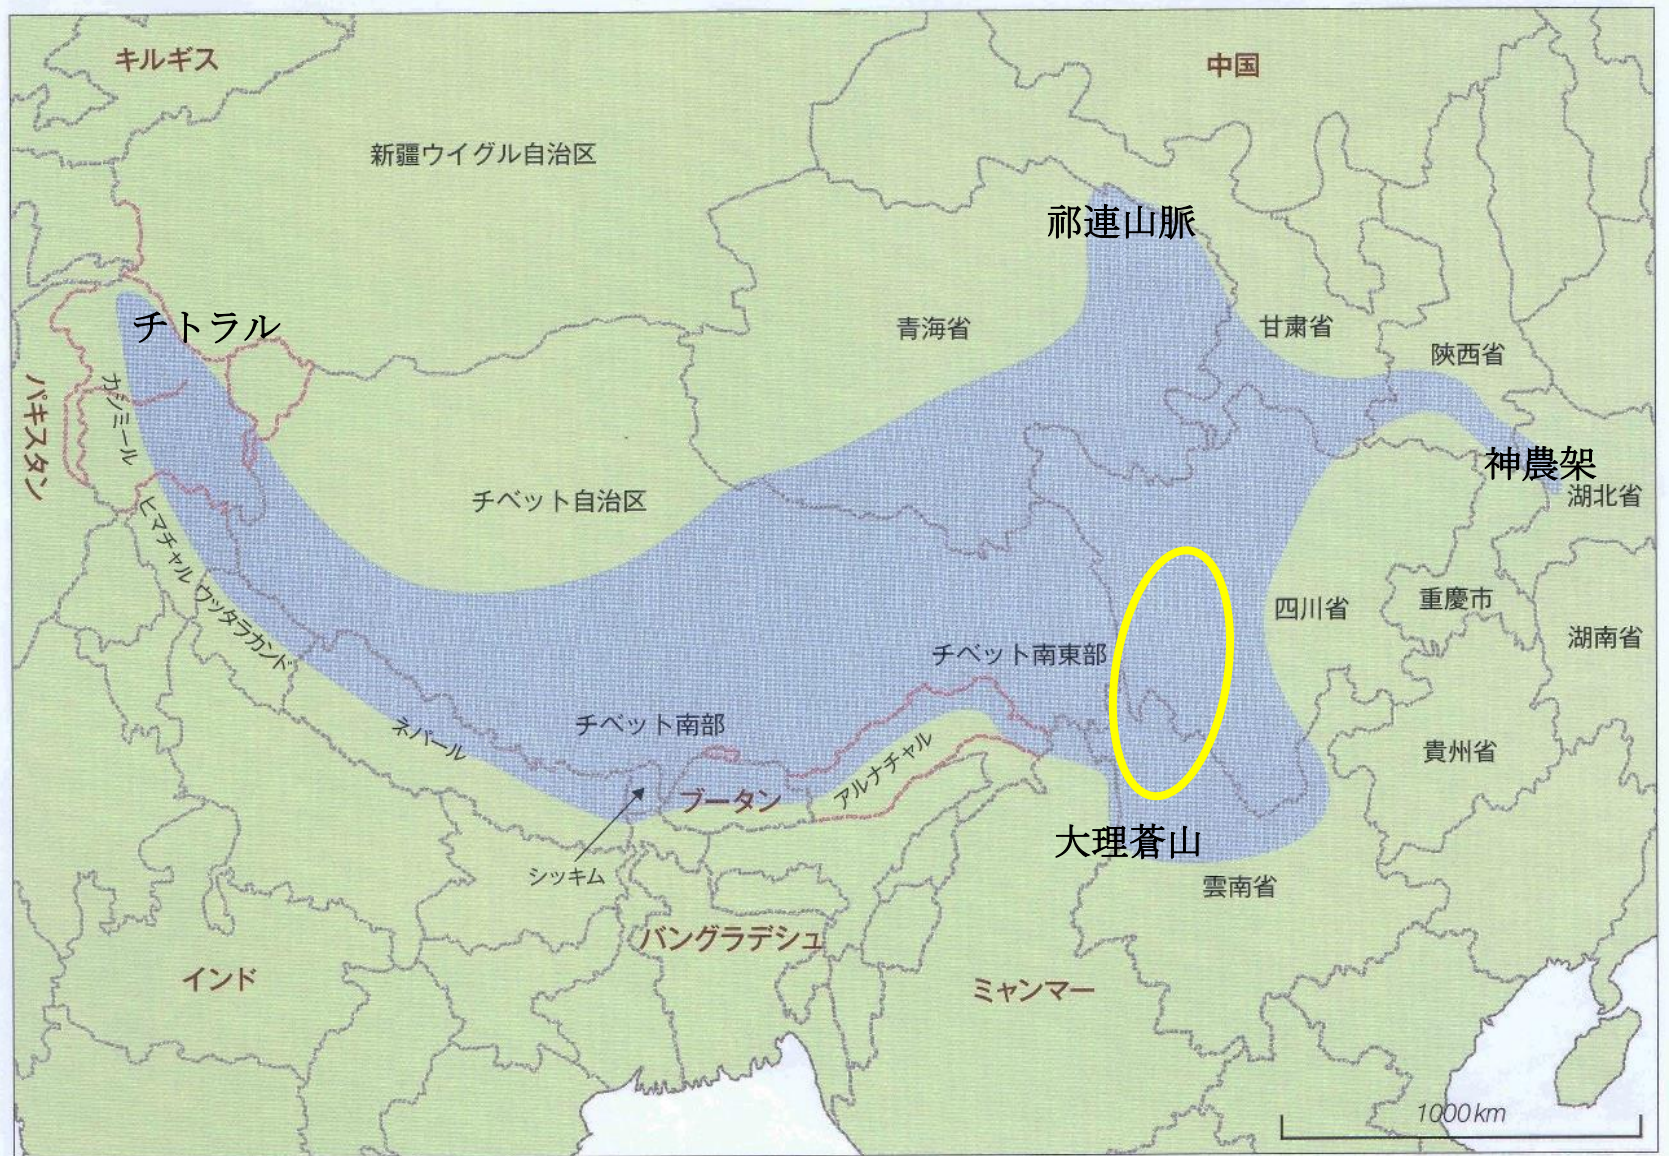 キルギス
中国
新疆ウイグル自治区
祁連山脈
チトラル
青海省
甘粛省
陝西省
パキスタン
カシミール
神農架
湖北省
チベット自治区
ヒマチャル
ウッタラカンド
四川省
重慶市
湖南省
チベット南東部
チベット南部
ネパール
アルナチャル
貴州省
ブータン
大理蒼山
シッキム
雲南省
バングラデシュ
インド
ミャンマー
1000km